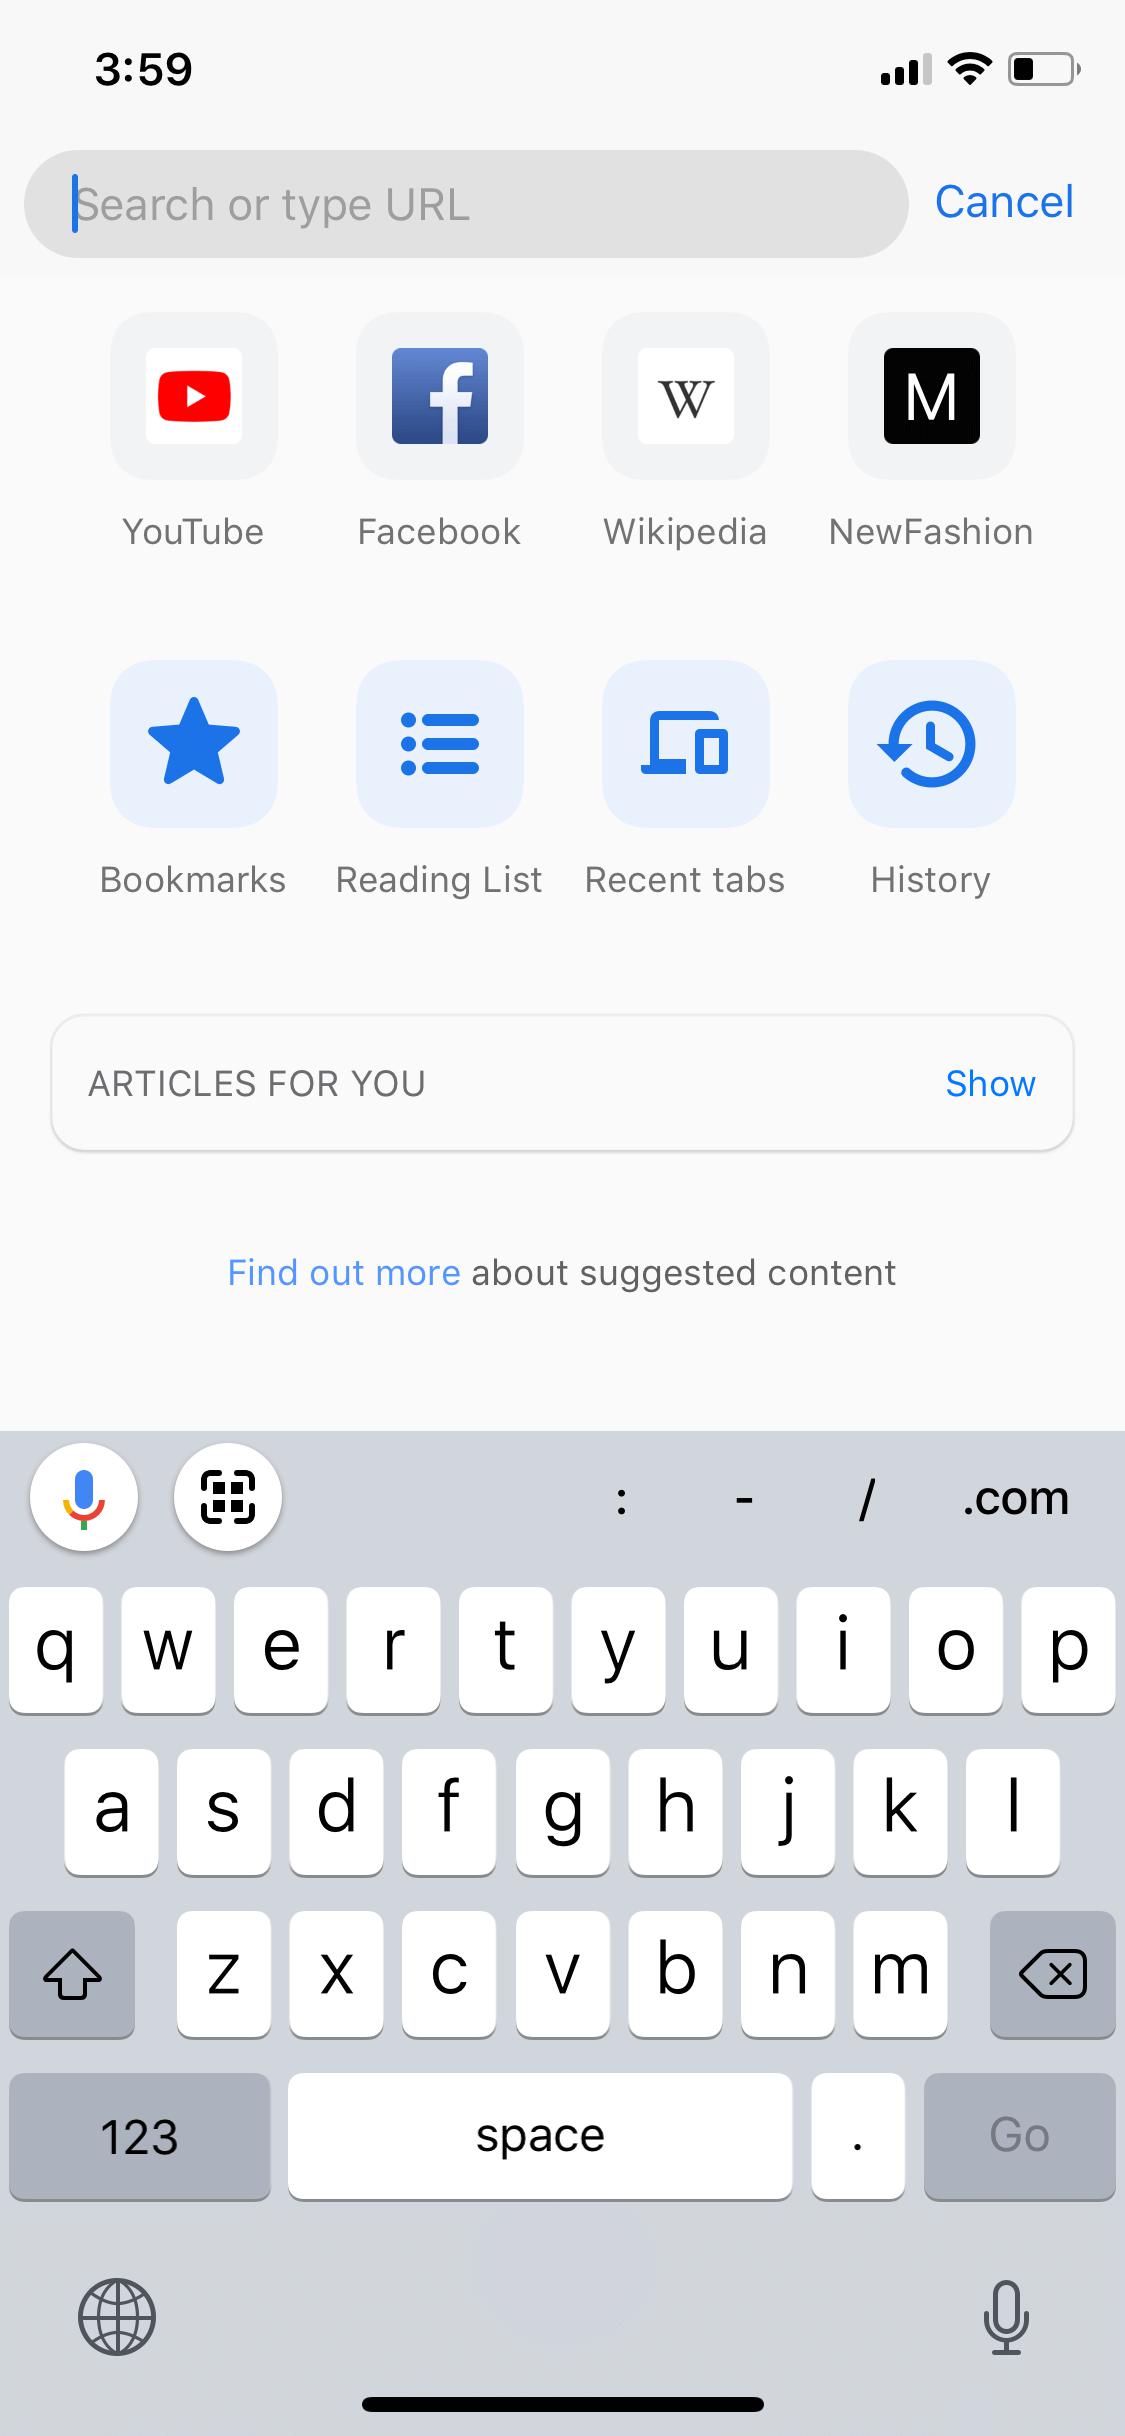 3:59
Search or type URL Cancel
W M
YouTube Facebook Wikipedia NewFashion
Bookmarks Reading List Recent tabs History
ARTICLES FOR YOU Show
Find out more about suggested content
: - / .com
q w e r t y u i o p
a s d f g h j k l
z x c v b n m
123 space . Go